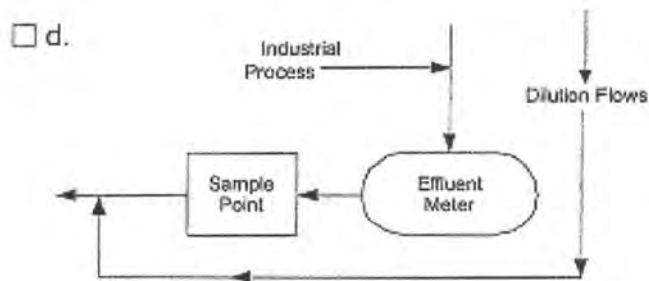 d.
Industrial
Process
Dilution Flows
Sample
Point
Effluent
Meter